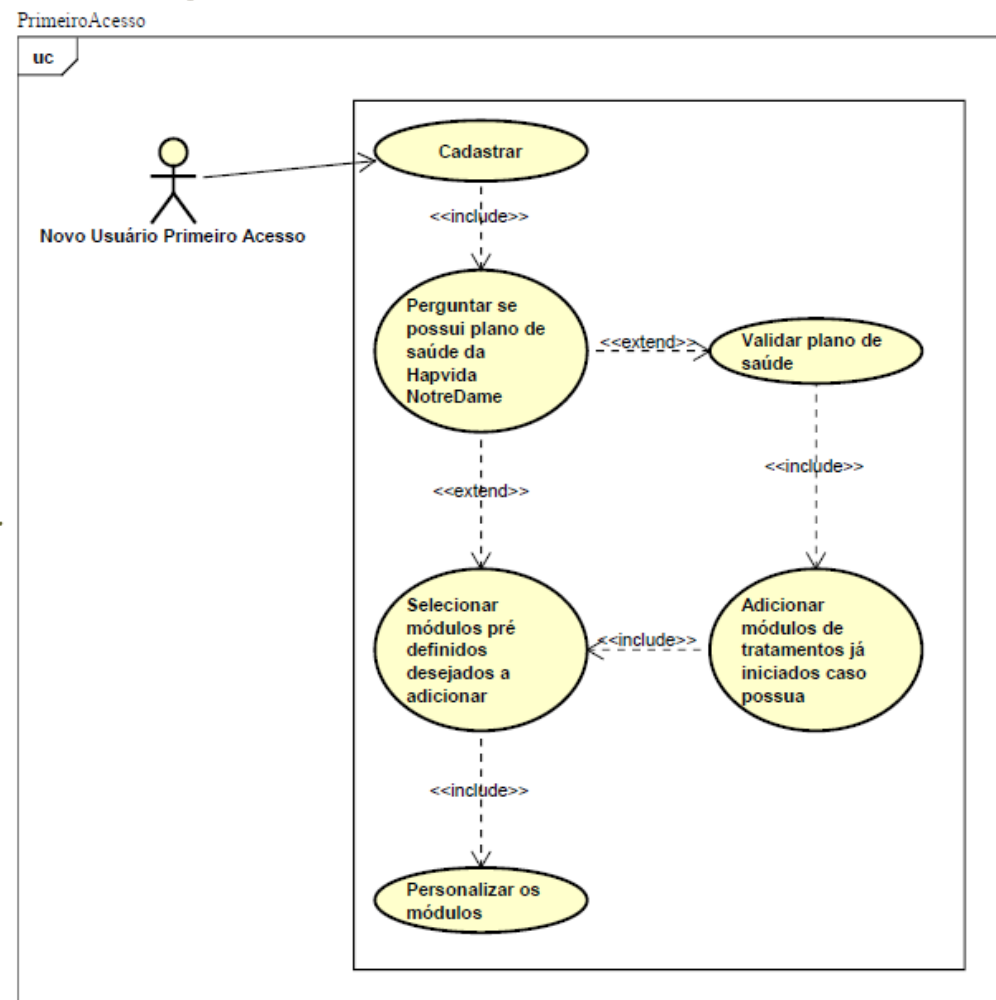 PrimeiroAcesso
uc
Cadastrar
<<include>>
Novo Usuário Primeiro Acesso
Perguntar se
possui plano de
saúde da
Hapvida
NotreDame
<<extend>>
Validar plano de
saúde
<<include>>
<<extend>>
Selecionar
módulos pré
definidos
desejados a
adicionar
<<include>>
Adicionar
módulos de
tratamentos já
iniciados caso
possua
<<include>>
Personalizar os
módulos